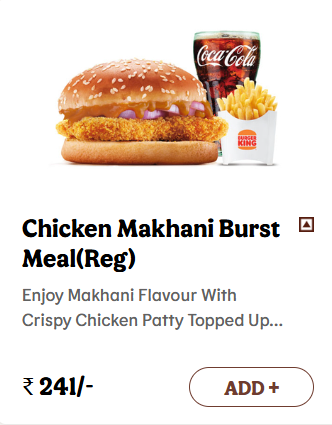 Coca-Cola
BURGER
KING
Chicken Makhani Burst
Meal(Reg)
Enjoy Makhani Flavour With
Crispy Chicken Patty Topped Up...
₹ 241/-
ADD +